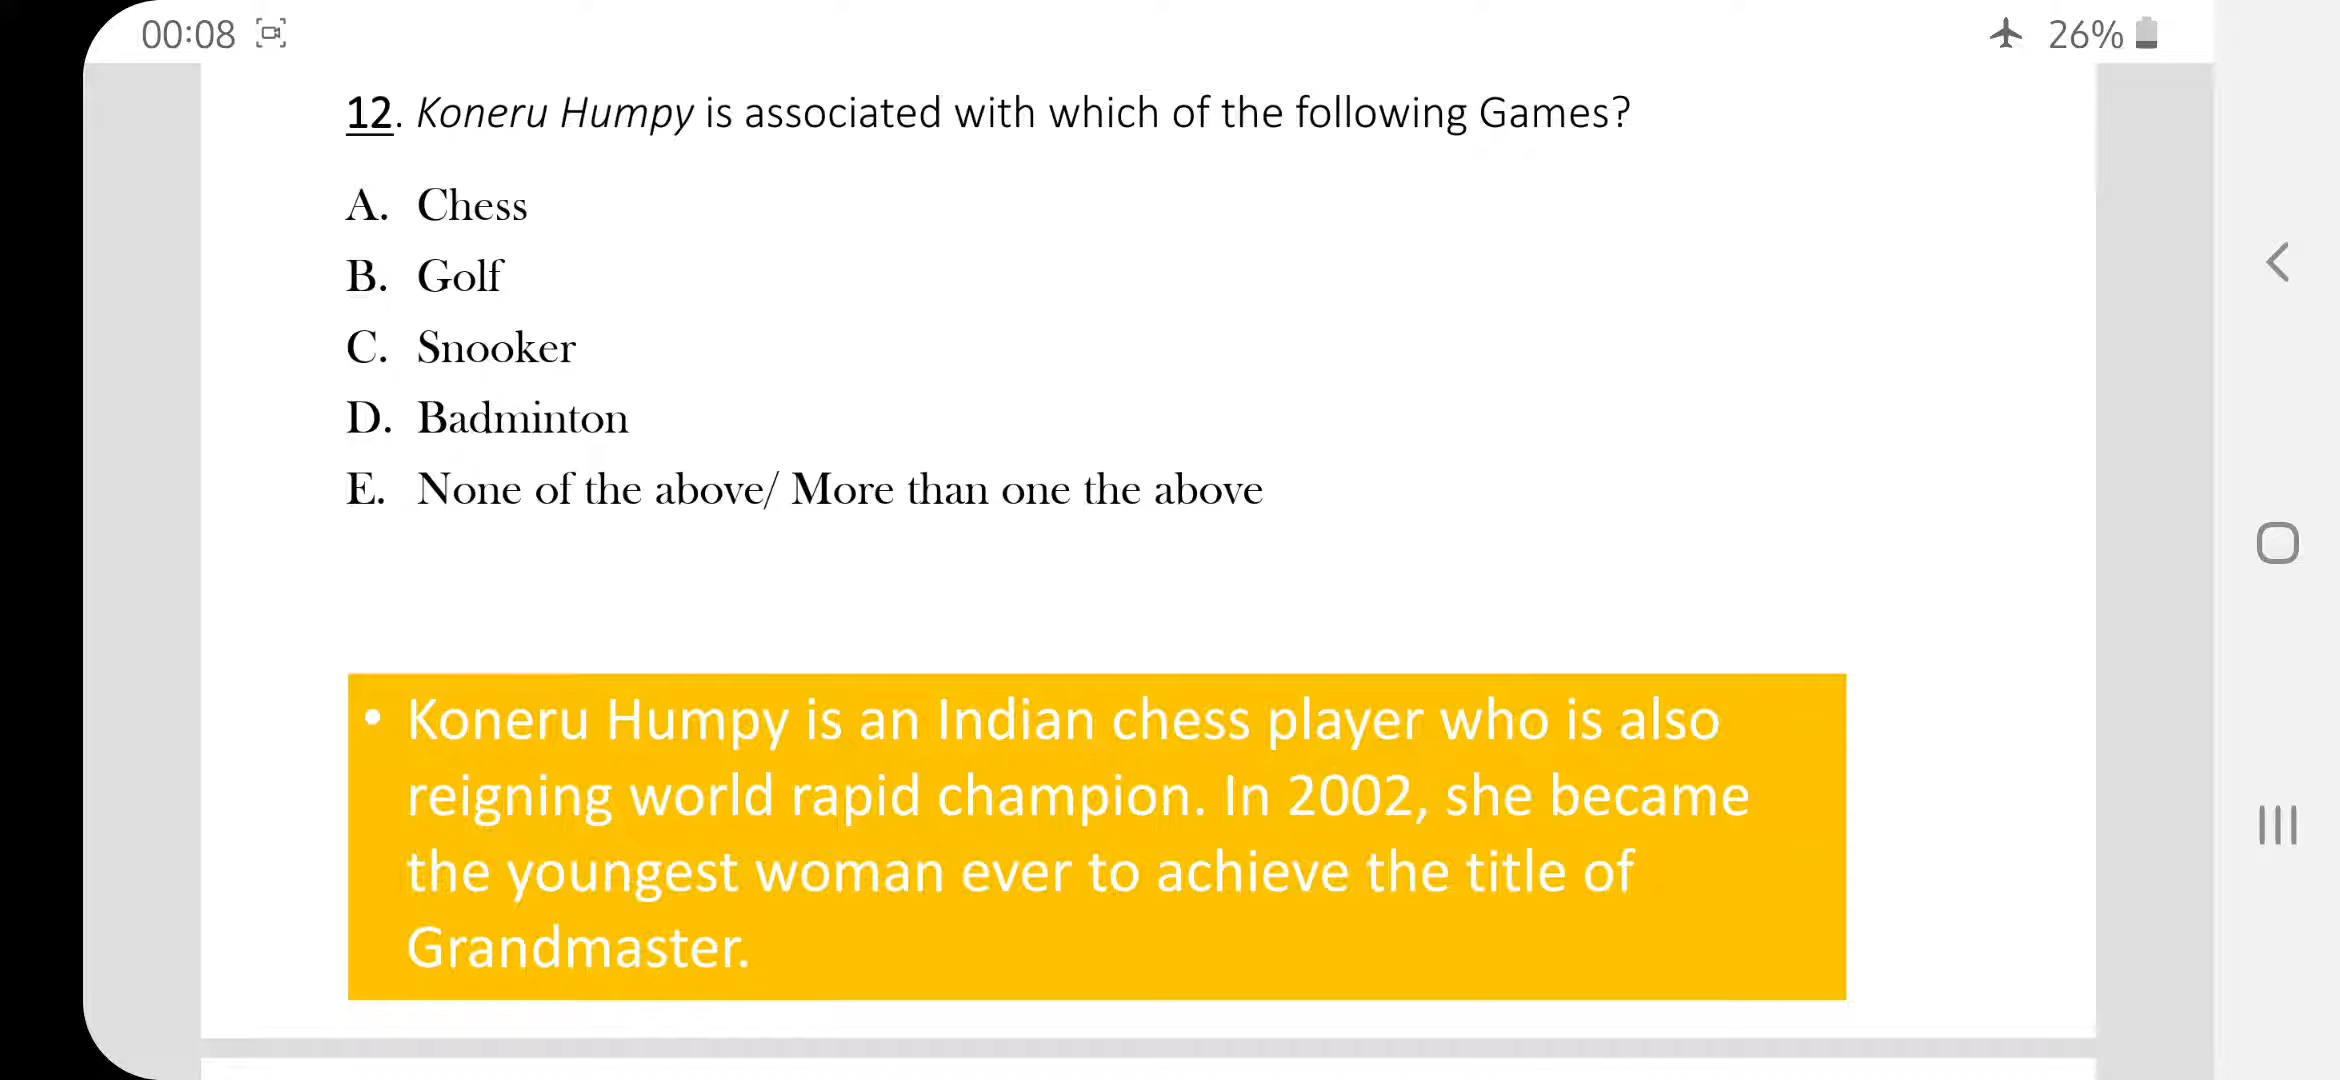 00:08 26%
12. Koneru Humpy is associated with which of the following Games?
A. Chess
B. Golf
C. Snooker
D. Badminton
E. None of the above/ More than one the above
• Koneru Humpy is an Indian chess player who is also
reigning world rapid champion. In 2002, she became
the youngest woman ever to achieve the title of
Grandmaster.